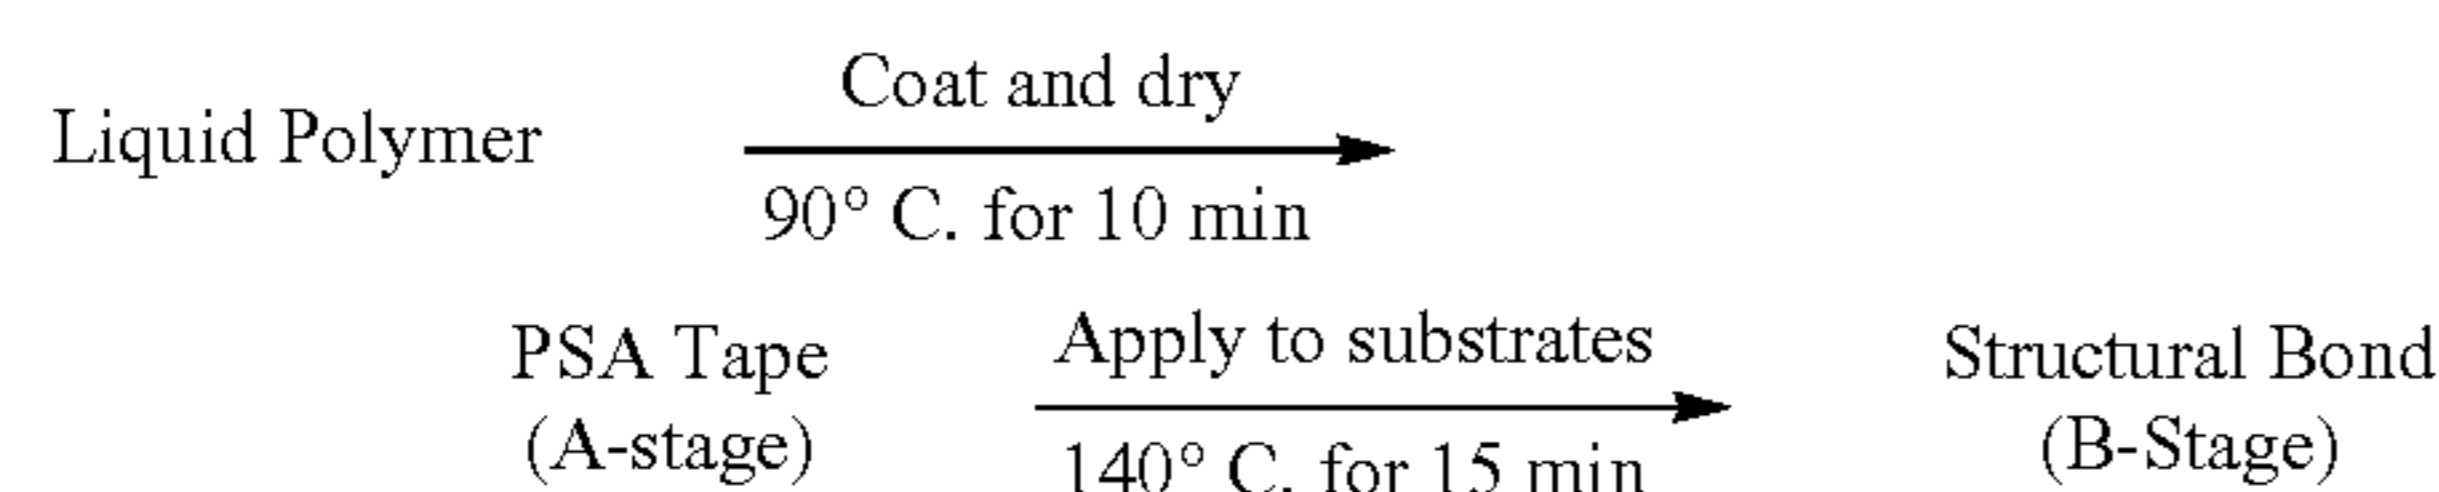 Coat and dry
Liquid Polymer
90° C. for 10 min
Apply to substrates
PSA Tape
(A-stage)
140° C. for 15 min
Structural Bond
(B-Stage)